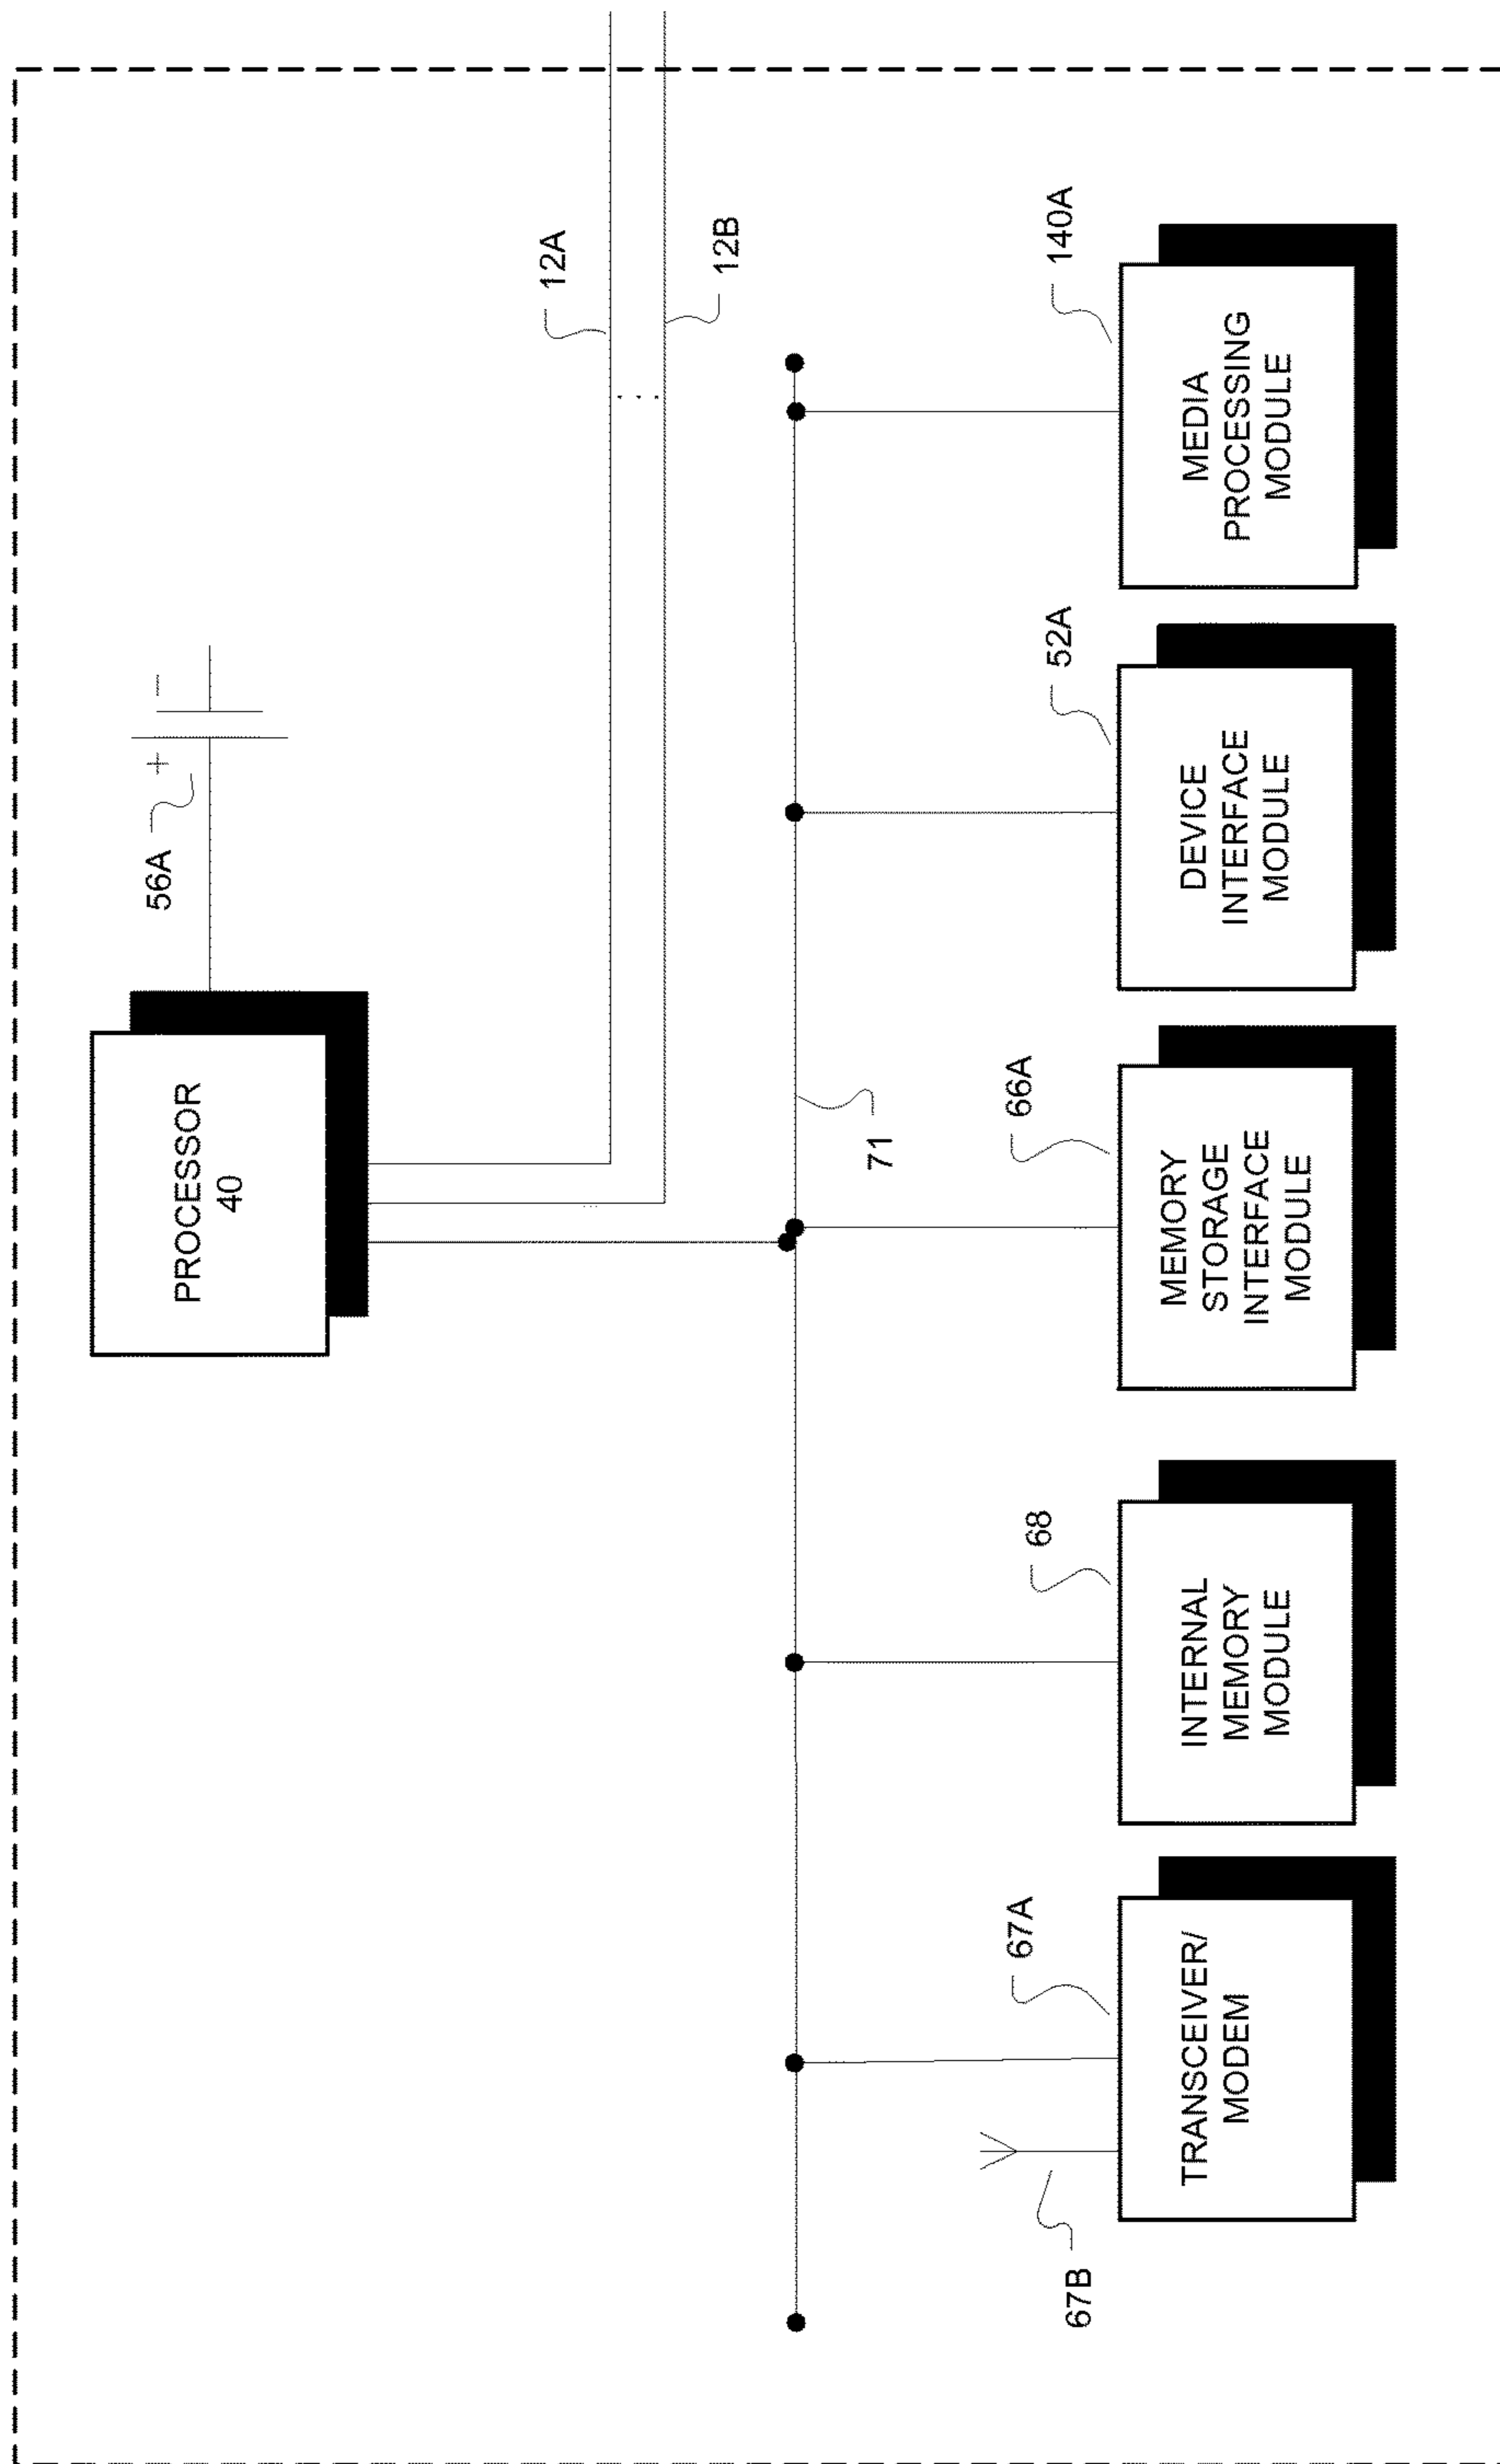 PROCESSOR
40
56A
+
-
12A
12B
71
67B
67A
68
66A
52A
140A
TRANSCEIVER/
MODEM
INTERNAL
MEMORY
MODULE
MEMORY
STORAGE
INTERFACE
MODULE
DEVICE
INTERFACE
MODULE
MEDIA
PROCESSING
MODULE